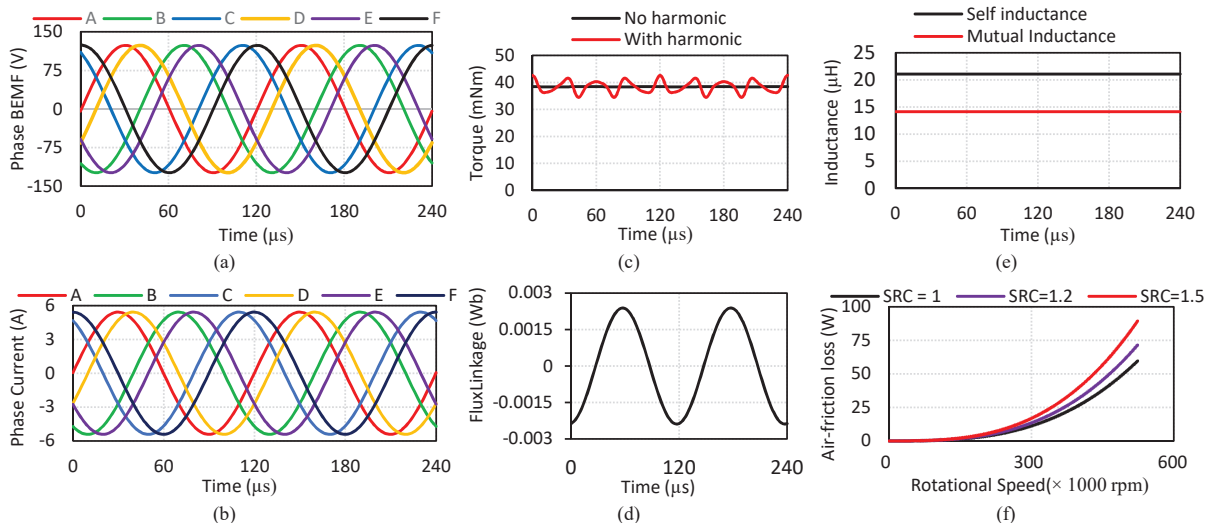 A B C D E F
150
75
0
-75
-150
Phase BEMF (V)
0 60 120 180 240
Time (µs)
(a)
No harmonic
With harmonic
50
40
30
20
10
0
Torque (mNm)
0 60 120 180 240
Time (µs)
(c)
Self inductance
Mutual Inductance
25
20
15
10
5
0
Inductance (µH)
0 60 120 180 240
Time (µs)
(e)
A B C D E F
6
3
0
-3
-6
Phase Current (A)
0 60 120 180 240
Time (µs)
(b)
0.003
0.0015
0
-0.0015
-0.003
FluxLinkage (Wb)
0 120 240
Time (µs)
(d)
SRC = 1 SRC=1.2 SRC=1.5
100
75
50
25
0
Air-friction loss (W)
0 300 600
Rotational Speed(× 1000 rpm)
(f)